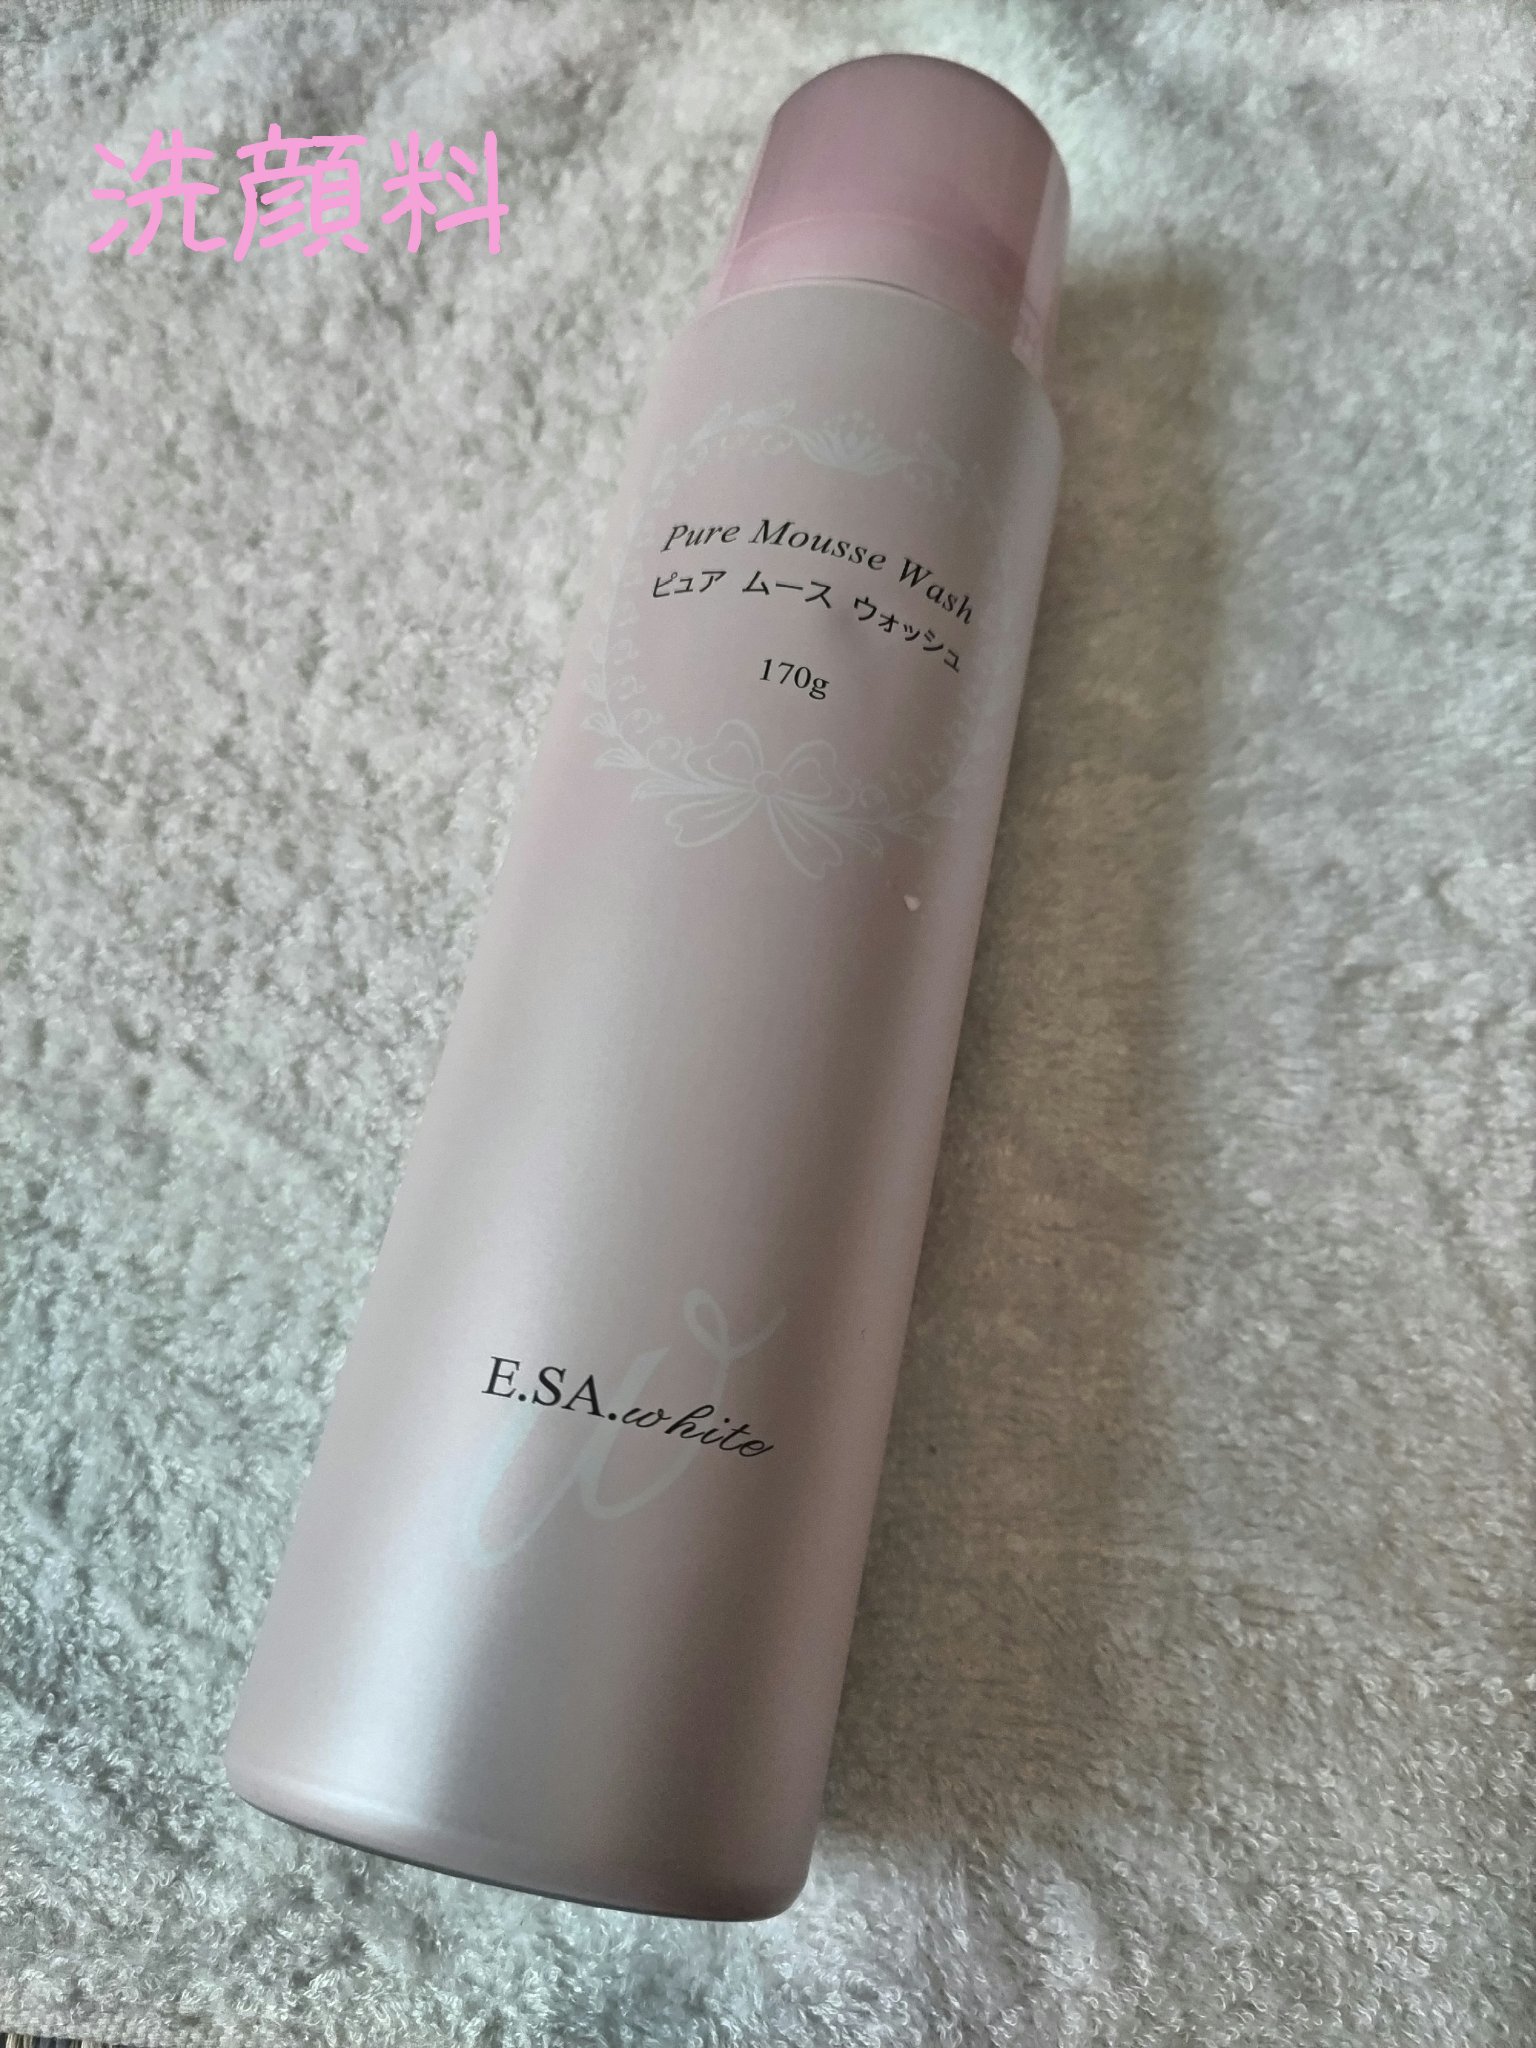 洗顔料
Pure Mousse Wash
ピュア ムース ウォッシュ
170g
E.SA.white